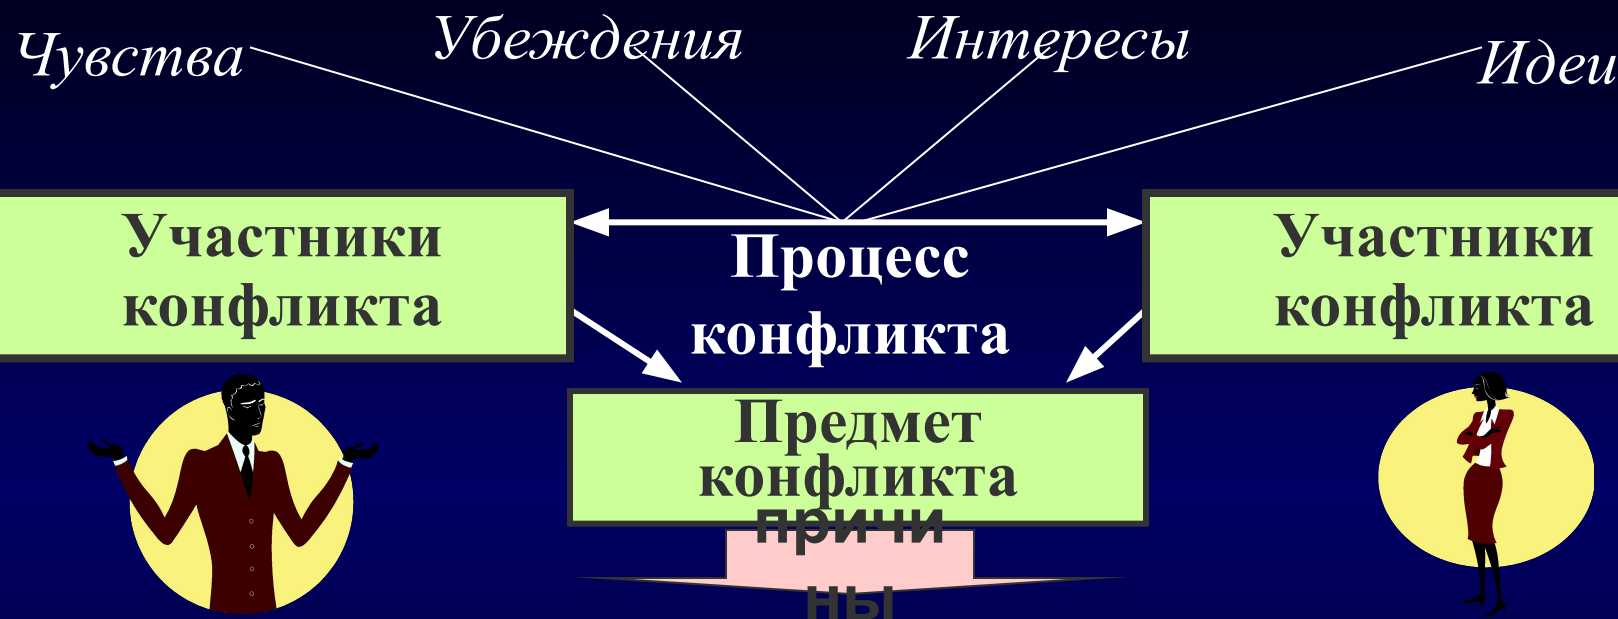 Чувства
Убеждения
Интересы
Идеи
Участники
конфликта
Процесс
конфликта
Участники
конфликта
Предмет
конфликта
причи
ны